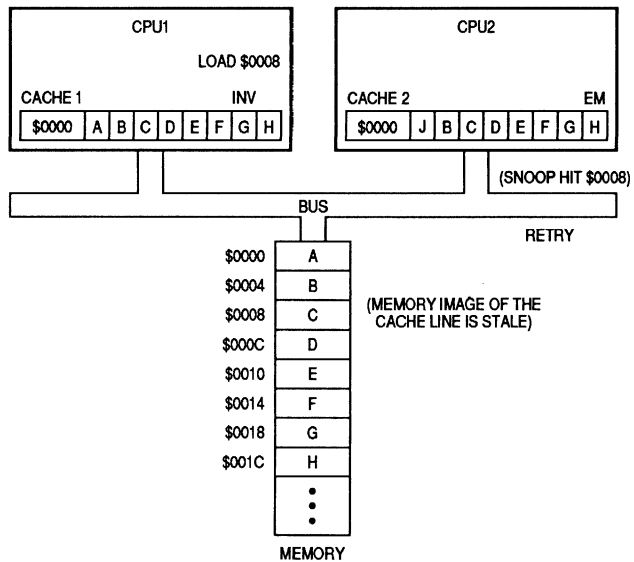 CPU1
LOAD $0008
CACHE 1 INV
$0000 A B C D E F G H
CPU2
CACHE 2 EM
$0000 J B C D E F G H
(SNOOP HIT $0008)
BUS
RETRY
$0000 A
$0004 B
$0008 C
$000C D
$0010 E
$0014 F
$0018 G
$001C H
(MEMORY IMAGE OF THE
CACHE LINE IS STALE)
MEMORY